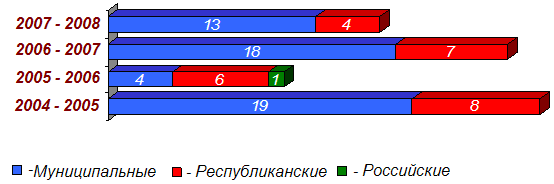 2007 - 2008 13 4
2006 - 2007 18 7
2005 - 2006 4 6 1
2004 - 2005 19 8
-Муниципальные - Республиканские - Российские